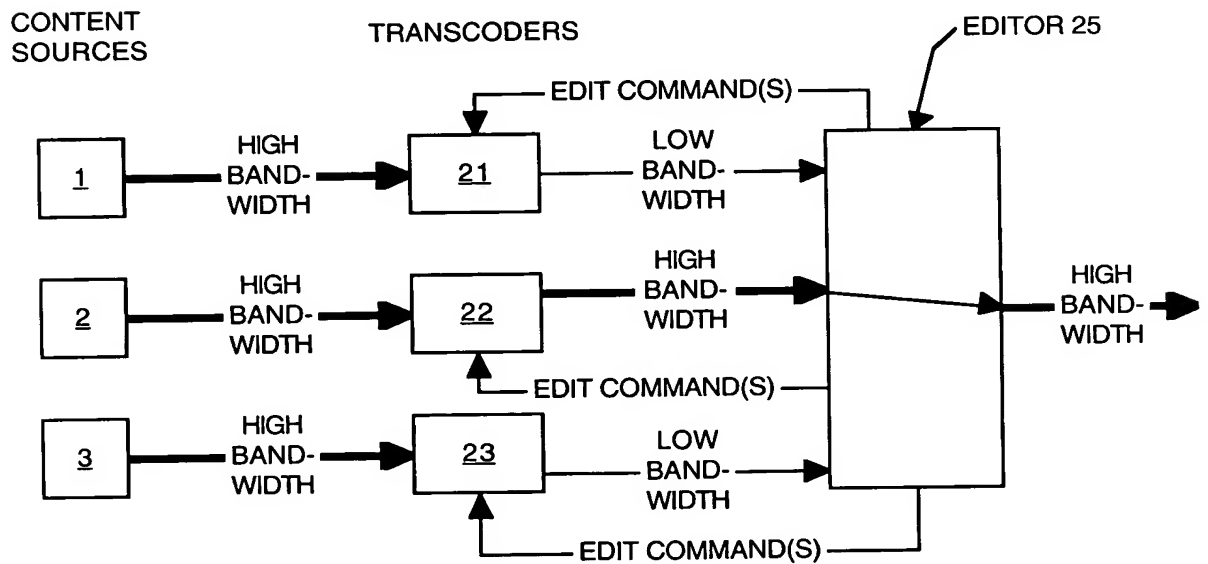 CONTENT
SOURCES
TRANSCODERS
EDITOR 25
EDIT COMMAND(S)
1
HIGH
BAND-
WIDTH
21
LOW
BAND-
WIDTH
2
HIGH
BAND-
WIDTH
22
HIGH
BAND-
WIDTH
HIGH
BAND-
WIDTH
EDIT COMMAND(S)
3
HIGH
BAND-
WIDTH
23
LOW
BAND-
WIDTH
EDIT COMMAND(S)